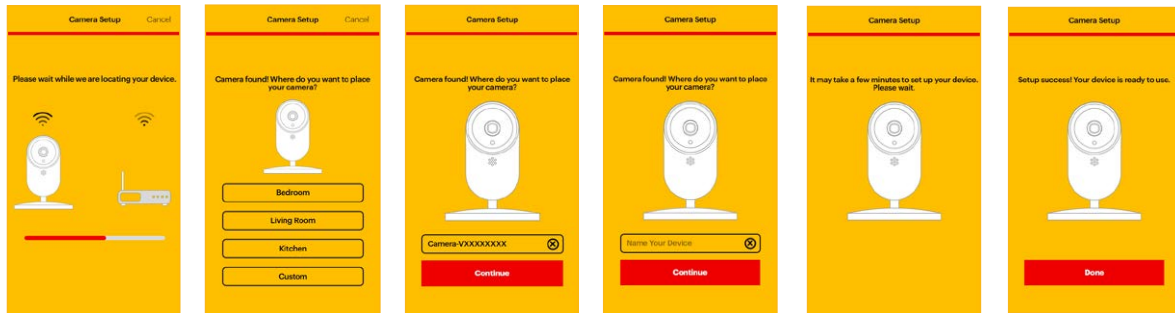 Camera Setup
Cancel
Please wait while we are locating your device.
Camera Setup
Cancel
Camera found! Where do you want to place
your camera?
Bedroom
Living Room
Kitchen
Custom
Camera Setup
Camera found! Where do you want to place
your camera?
Camera-VXXXXXXXX
Continue
Camera Setup
Camera found! Where do you want to place
your camera?
Name Your Device
Continue
Camera Setup
It may take a few minutes to set up your device.
Please wait.
Camera Setup
Setup success! Your device is ready to use.
Done